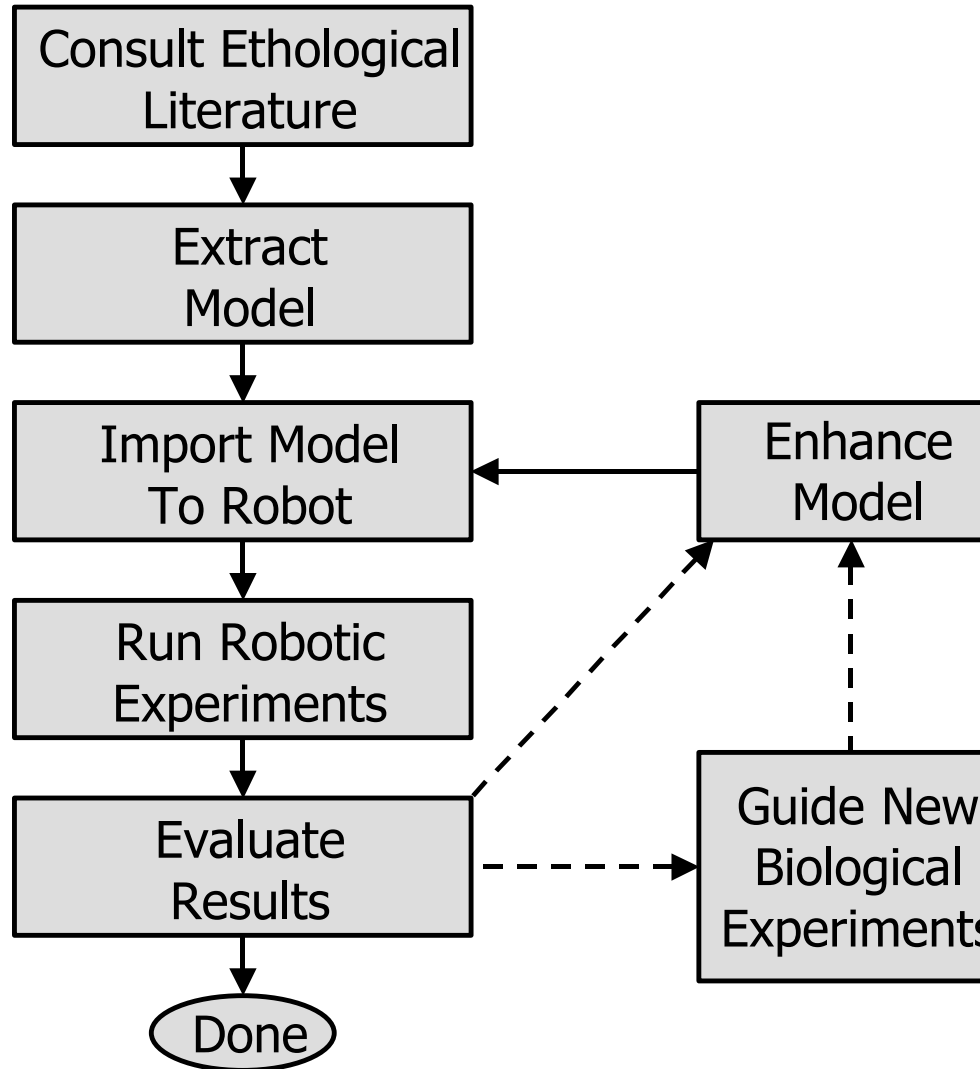 Consult Ethological
Literature
Extract
Model
Import Model
To Robot
Enhance
Model
Run Robotic
Experiments
Evaluate
Results
Guide New
Biological
Experiments
Done